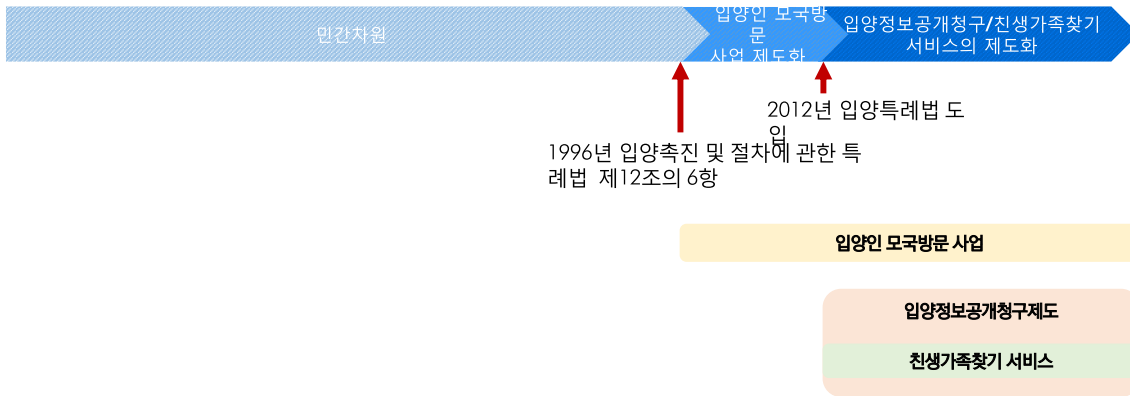 민간차원
입양인 모국방
문
사업 제도화
입양정보공개청구/친생가족찾기
서비스의 제도화
2012년 입양특례법 도
입
1996년 입양촉진 및 절차에 관한 특
례법 제12조의 6항
입양인 모국방문 사업
입양정보공개청구제도
친생가족찾기 서비스